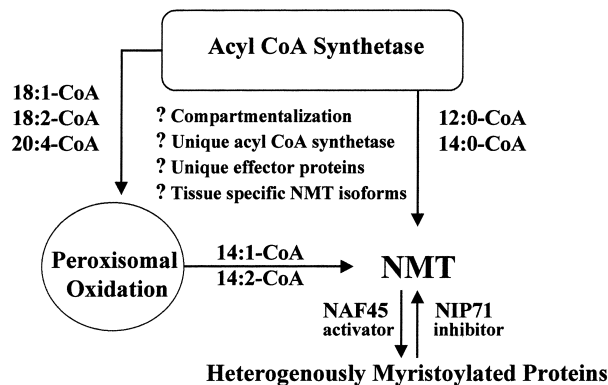 Acyl CoA Synthetase
18:1-CoA
18:2-CoA
20:4-CoA
? Compartmentalization
? Unique acyl CoA synthetase
? Unique effector proteins
? Tissue specific NMT isoforms
12:0-CoA
14:0-CoA
Peroxisomal
Oxidation
14:1-CoA
14:2-CoA
NMT
NAF45
activator
NIP71
inhibitor
Heterogenously Myristoylated Proteins